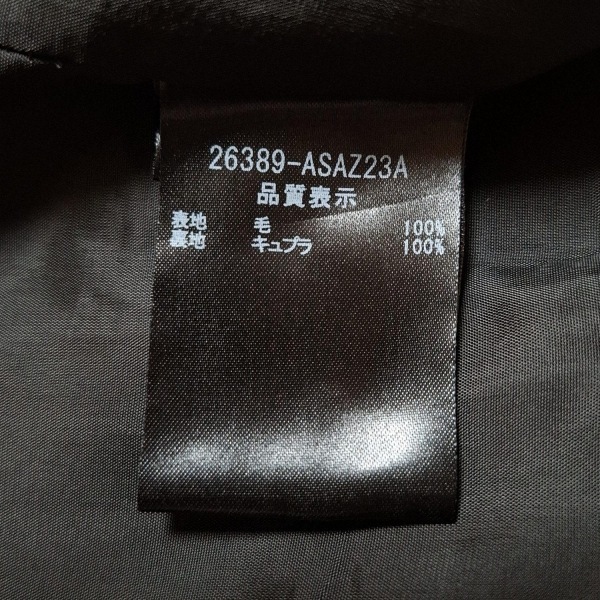 26389-ASAZ23A
品質表示
表地 毛 100%
裏地 キュプラ 100%